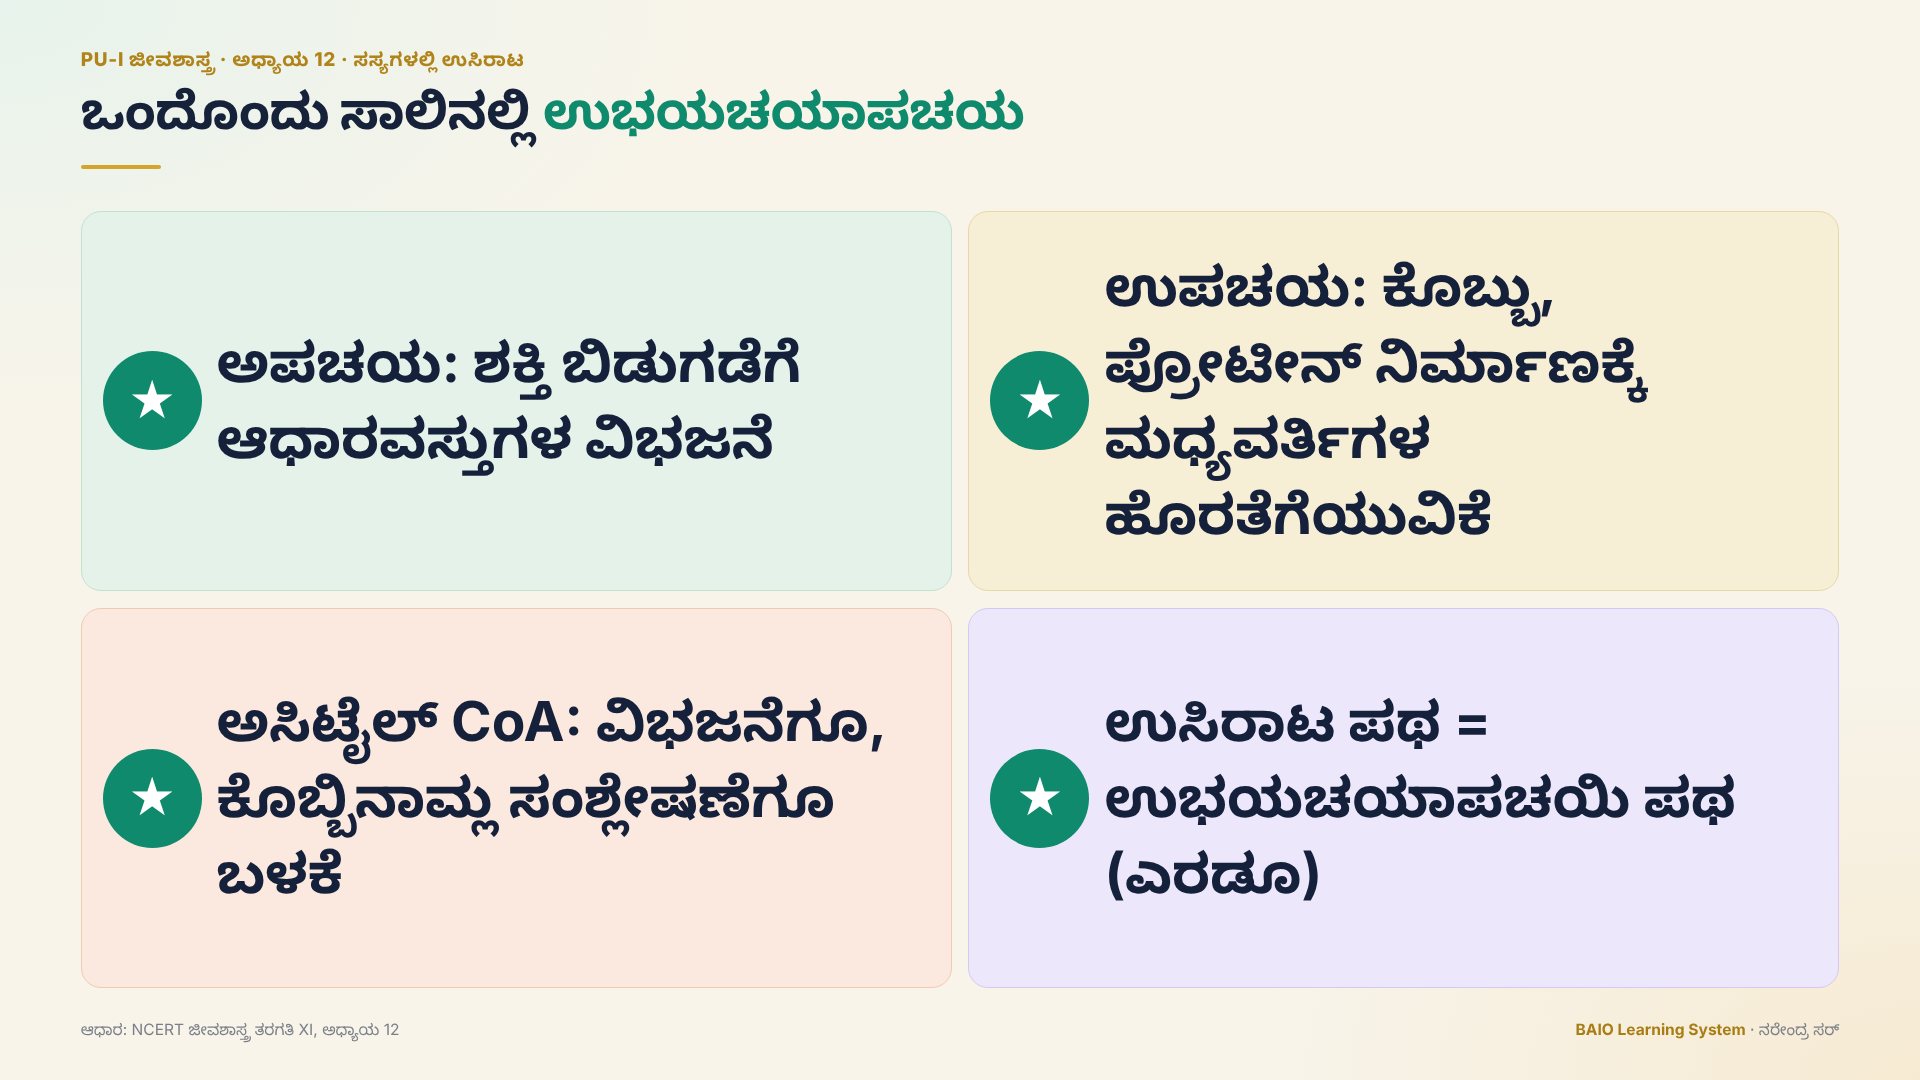 PU-I ಜೀವಶಾಸ್ತ್ರ · ಅಧ್ಯಾಯ 12 · ಸಸ್ಯಗಳಲ್ಲಿ ಉಸಿರಾಟ
ಒಂದೊಂದು ಸಾಲಿನಲ್ಲಿ ಉಭಯಚಯಾಪಚಯ
ಅಪಚಯ: ಶಕ್ತಿ ಬಿಡುಗಡೆಗೆ
ಆಧಾರವಸ್ತುಗಳ ವಿಭಜನೆ
ಉಪಚಯ: ಕೊಬ್ಬು,
ಪ್ರೋಟೀನ್ ನಿರ್ಮಾಣಕ್ಕೆ
ಮಧ್ಯವರ್ತಿಗಳ
ಹೊರತೆಗೆಯುವಿಕೆ
ಅಸಿಟೈಲ್ CoA: ವಿಭಜನೆಗೂ,
ಕೊಬ್ಬಿನಾಮ್ಲ ಸಂಶ್ಲೇಷಣೆಗೂ
ಬಳಕೆ
ಉಸಿರಾಟ ಪಥ =
ಉಭಯಚಯಾಪಚಯಿ ಪಥ
(ಎರಡೂ)
ಆಧಾರ: NCERT ಜೀವಶಾಸ್ತ್ರ ತರಗತಿ XI, ಅಧ್ಯಾಯ 12
BAIO Learning System · ನರೇಂದ್ರ ಸರ್